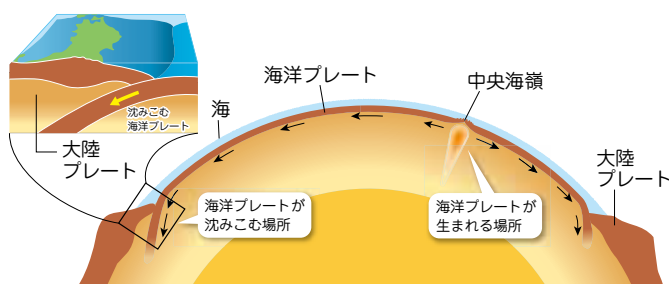 沈みこむ
海洋プレート
大陸
プレート
海
海洋プレート
中央海嶺
大陸
プレート
海洋プレートが
沈みこむ場所
海洋プレートが
生まれる場所